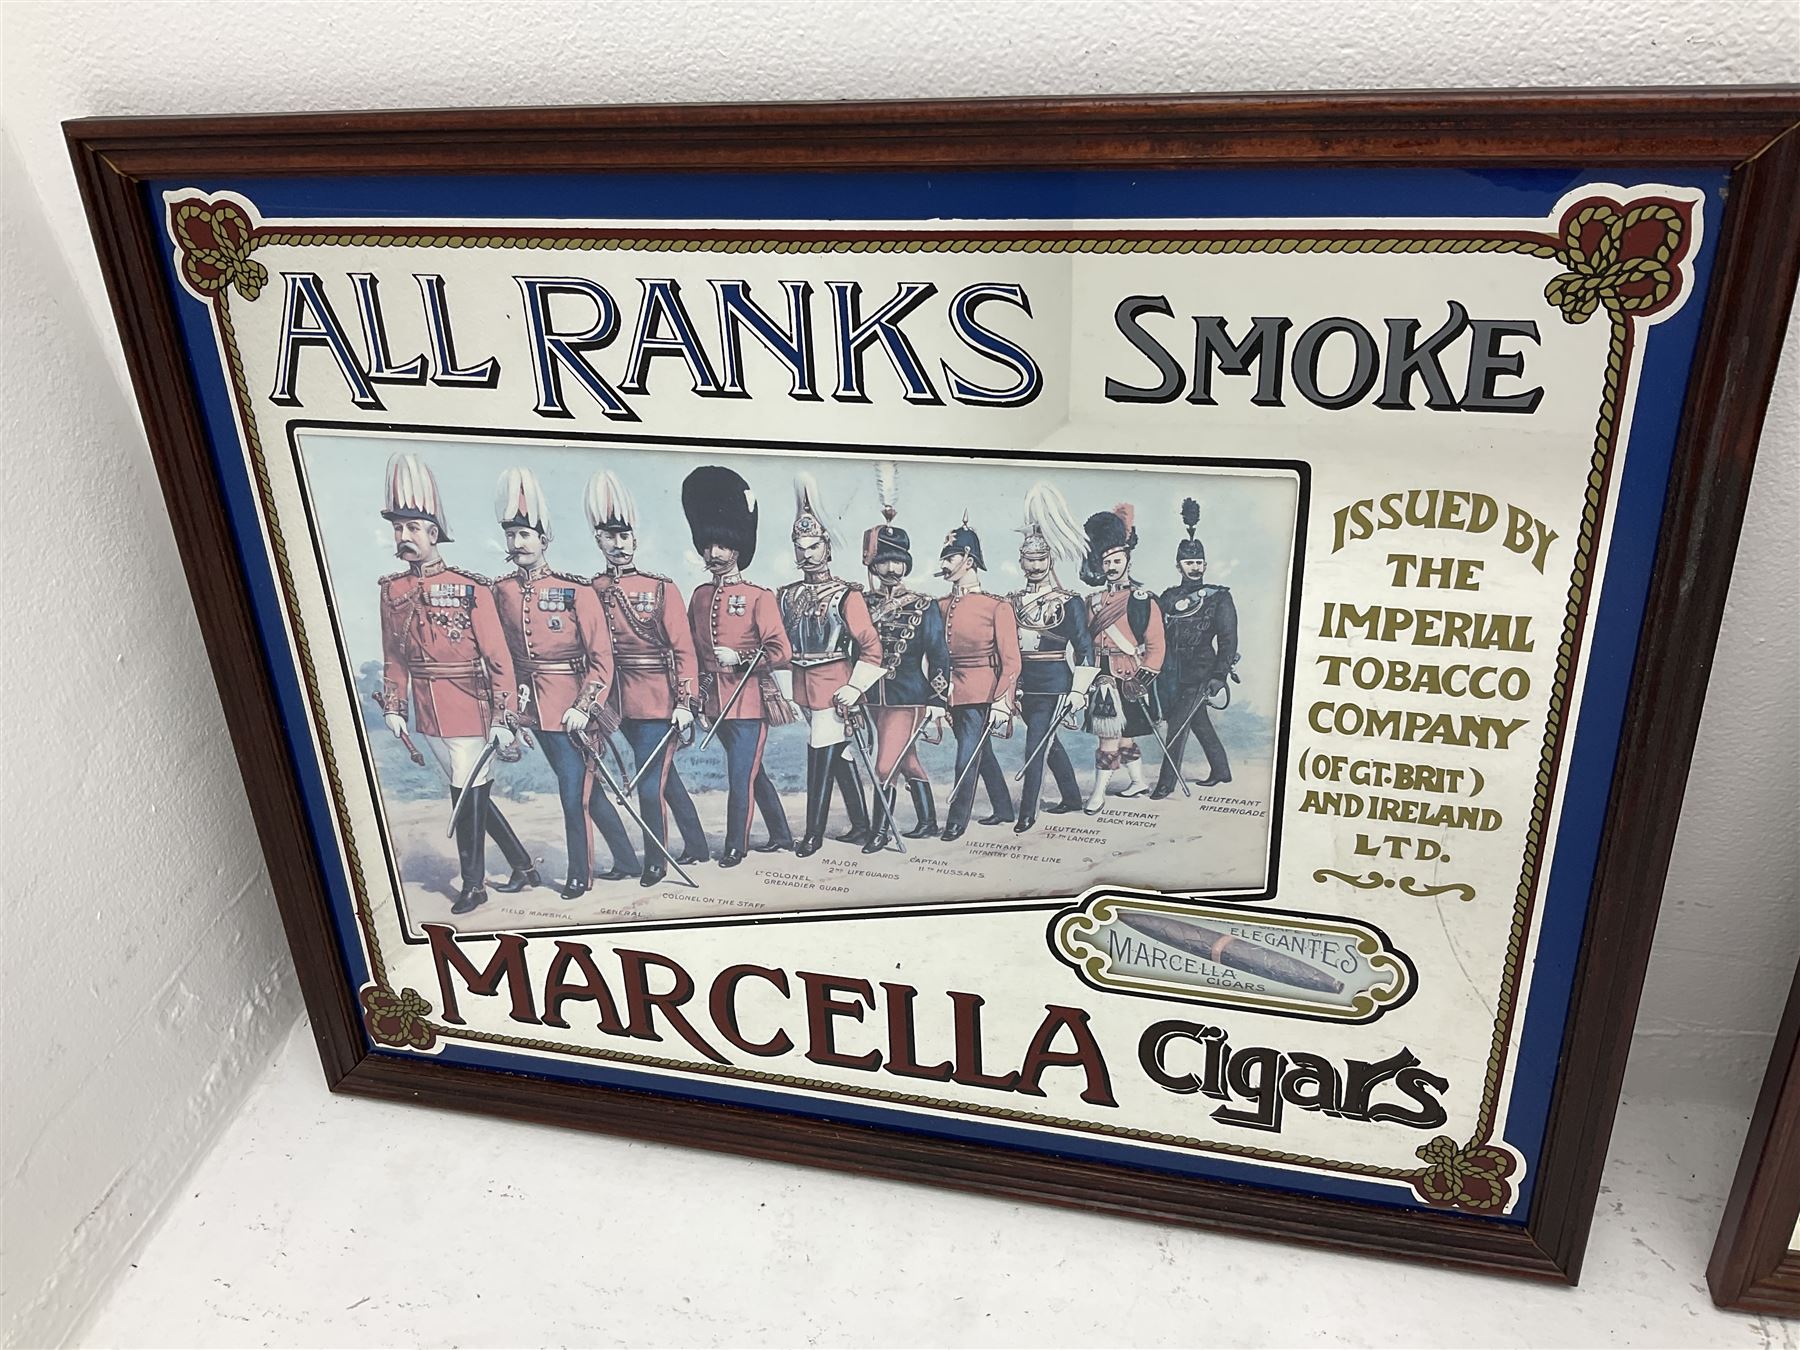 ALL RANKS SMOKE
ISSUED BY
THE
IMPERIAL
TOBACCO
COMPANY
(OF GT. BRIT)
AND IRELAND
LTD.
FIELD MARSHAL
GENERAL
COLONEL ON THE STAFF
LT COLONEL
GRENADIER GUARD
MAJOR
2ND LIFE GUARDS
CAPTAIN
11TH HUSSARS
LIEUTENANT
INFANTRY OF THE LINE
LIEUTENANT
17TH LANCERS
LIEUTENANT
BLACK WATCH
LIEUTENANT
RIFLEBRIGADE
ELEGANTES
MARCELLA
CIGARS
MARCELLA Cigars